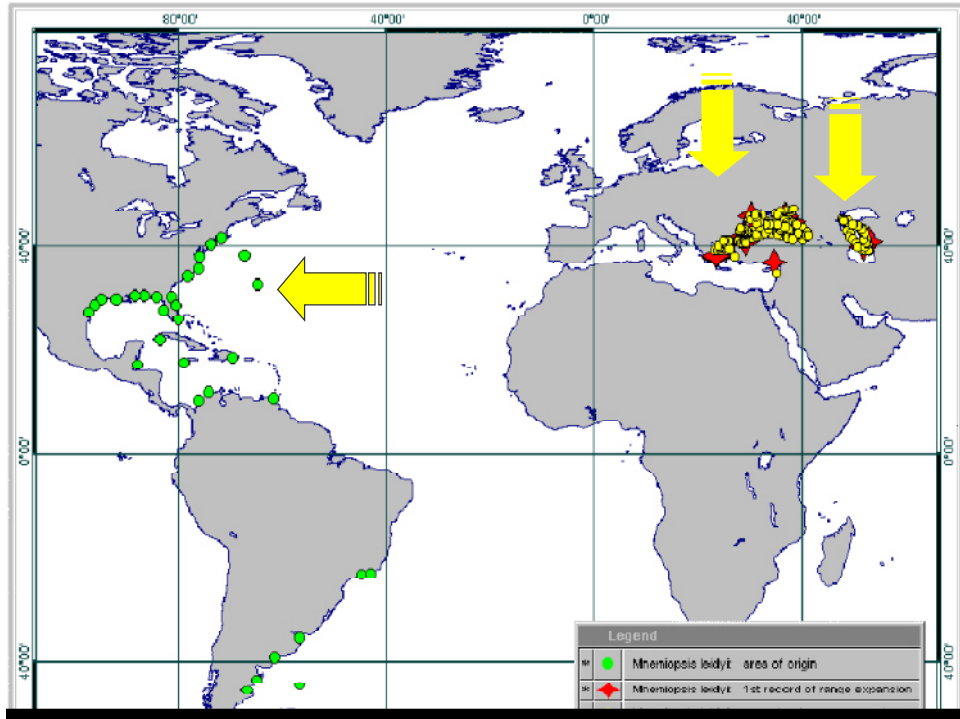 80°00' 40°00' 0°00' 40°00'
40°00' 40°00'
0°00' 0°00'
40°00' 40°00'
Legend
Mnemiopsis leidyi: area of origin
Mnemiopsis leidyi: 1st record of range expansion